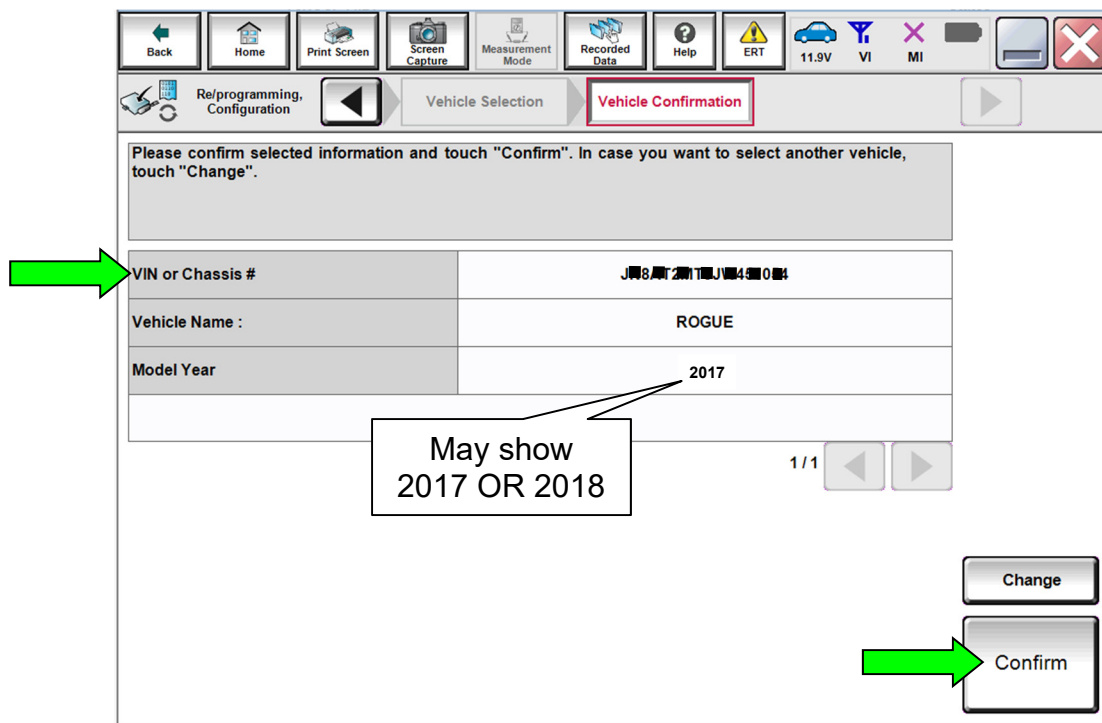 Back
Home
Print Screen
Screen
Capture
Measurement
Mode
Recorded
Data
Help
ERT
11.9V
VI
MI
Re/programming,
Configuration
Vehicle Selection
Vehicle Confirmation
Please confirm selected information and touch "Confirm". In case you want to select another vehicle,
touch "Change".
VIN or Chassis #
Vehicle Name :
ROGUE
Model Year
2017
May show
2017 OR 2018
1/1
Change
Confirm